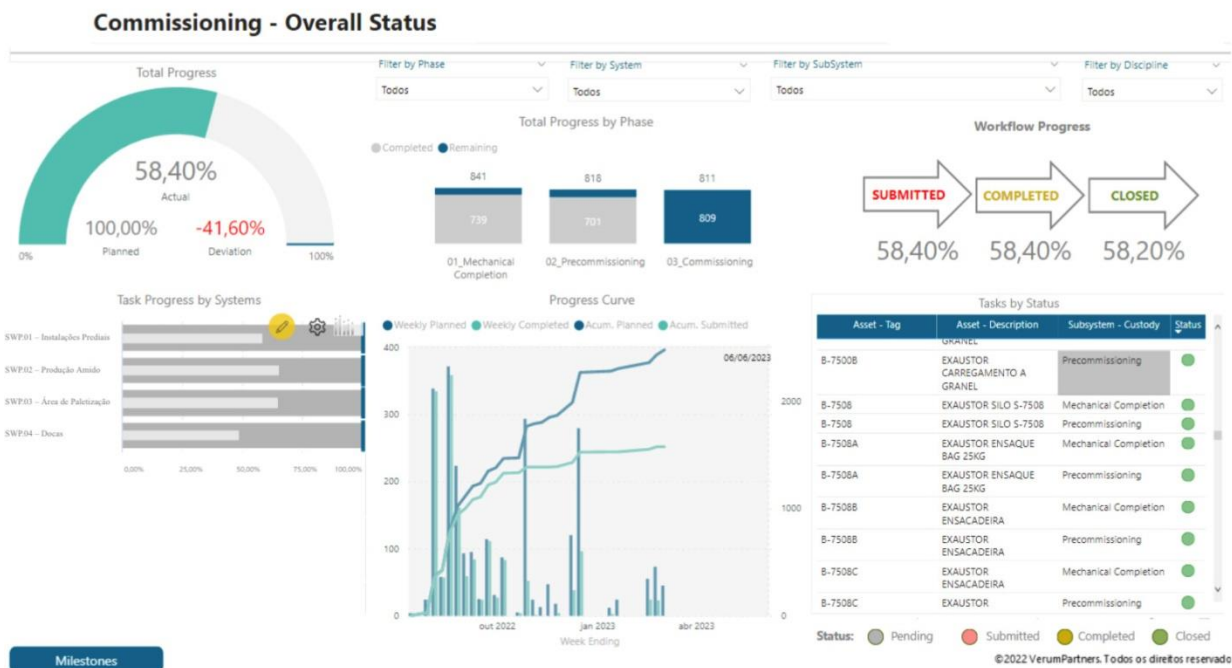 Commissioning - Overall Status
Total Progress
58,40%
Actual
100,00%
Planned
-41,60%
Deviation
0%
100%
Filter by Phase
Todos
Filter by System
Todos
Filter by SubSystem
Todos
Filter by Discipline
Todos
Total Progress by Phase
Completed Remaining
841
818
811
739
701
809
01_Mechanical
Completion
02_Precommissioning
03_Commissioning
Workflow Progress
SUBMITTED
COMPLETED
CLOSED
58,40%
58,40%
58,20%
Task Progress by Systems
SWP.01 – Instalações Prediais
SWP.02 – Produção Amido
SWP.03 – Área de Paletização
SWP.04 – Docas
0,00% 25,00% 50,00% 75,00% 100,00%
Progress Curve
Weekly Planned Weekly Completed Acum. Planned Acum. Submitted
06/06/2023
400
300
200
100
0
2000
1000
0
out 2022 jan 2023 abr 2023
Week Ending
Tasks by Status
Asset - Tag Asset - Description Subsystem - Custody Status
GRANEL
B-7500B EXAUSTOR Precommissioning
CARREGAMENTO A
GRANEL
B-7508 EXAUSTOR SILO S-7508 Mechanical Completion
B-7508 EXAUSTOR SILO S-7508 Precommissioning
B-7508A EXAUSTOR ENSAQUE Mechanical Completion
BAG 25KG
B-7508A EXAUSTOR ENSAQUE Precommissioning
BAG 25KG
B-7508B EXAUSTOR Mechanical Completion
ENSACADEIRA
B-7508B EXAUSTOR Precommissioning
ENSACADEIRA
B-7508C EXAUSTOR Mechanical Completion
ENSACADEIRA
B-7508C EXAUSTOR Precommissioning
Status: Pending Submitted Completed Closed
Milestones
©2022 VerumPartners. Todos os direitos reservado